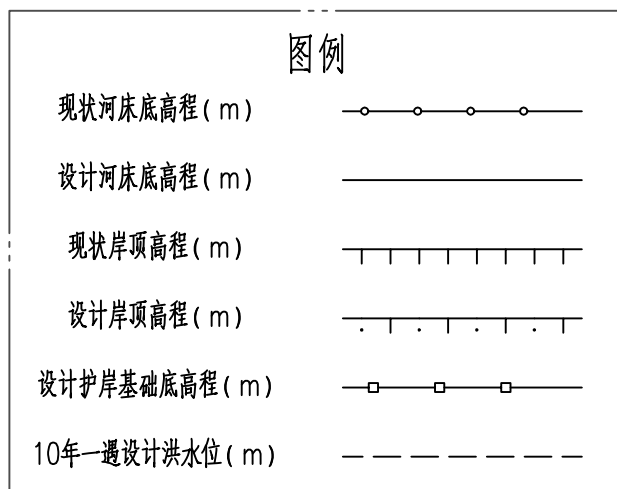 图例
现状河床底高程(m)
设计河床底高程(m)
现状岸顶高程(m)
设计岸顶高程(m)
设计护岸基础底高程(m)
10年一遇设计洪水位(m)